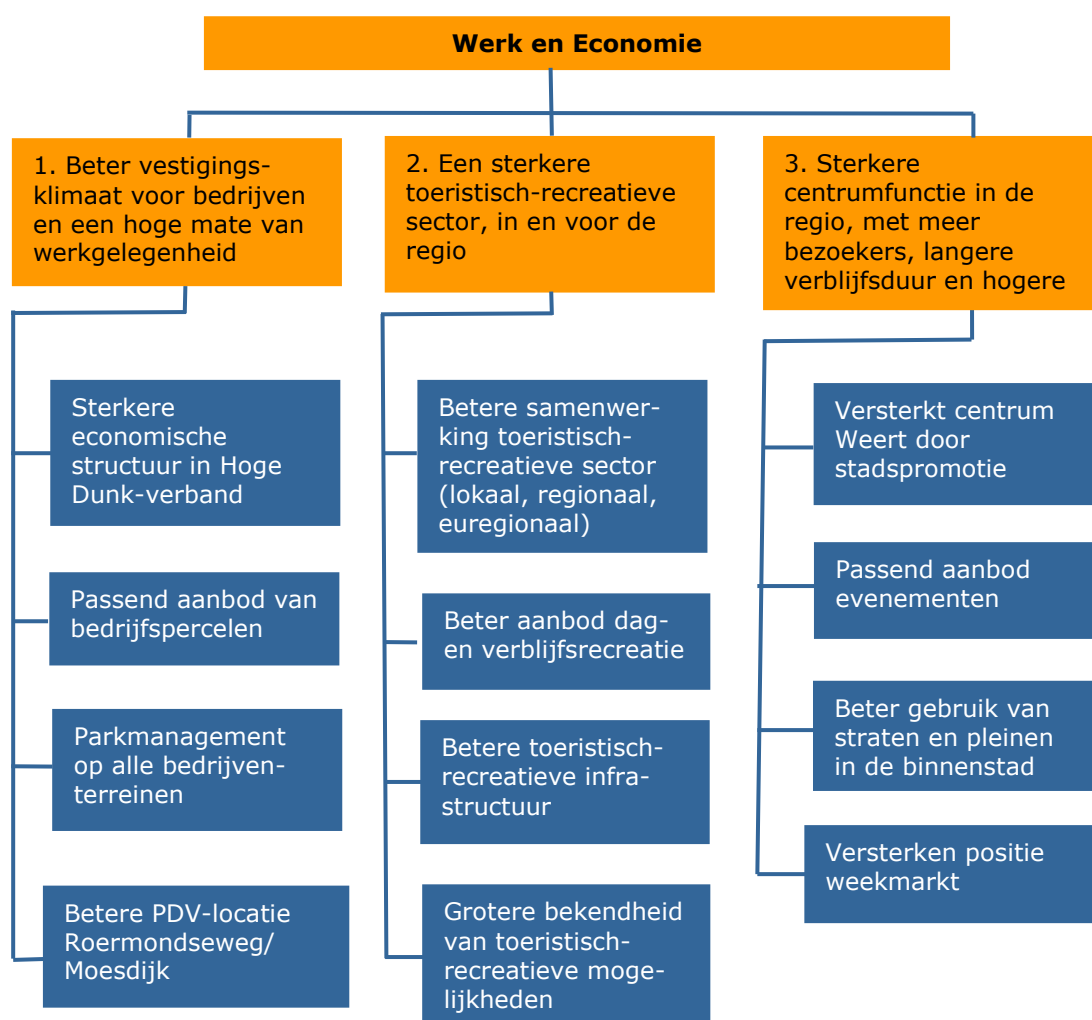 Werk en Economie
1. Beter vestigings-
klimaat voor bedrijven
en een hoge mate van
werkgelegenheid
Sterkere
economische
structuur in Hoge
Dunk-verband
Passend aanbod van
bedrijfspercelen
Parkmanagement
op alle bedrijven-
terreinen
Betere PDV-locatie
Roermondseweg/
Moesdijk
2. Een sterkere
toeristisch-recreatieve
sector, in en voor de
regio
Betere samenwer-
king toeristisch-
recreatieve sector
(lokaal, regionaal,
euregionaal)
Beter aanbod dag-
en verblijfsrecreatie
Betere toeristisch-
recreatieve infra-
structuur
Grotere bekendheid
van toeristisch-
recreatieve moge-
lijkheden
3. Sterkere
centrumfunctie in de
regio, met meer
bezoekers, langere
verblijfsduur en hogere
Versterkt centrum
Weert door
stadspromotie
Passend aanbod
evenementen
Beter gebruik van
straten en pleinen
in de binnenstad
Versterken positie
weekmarkt